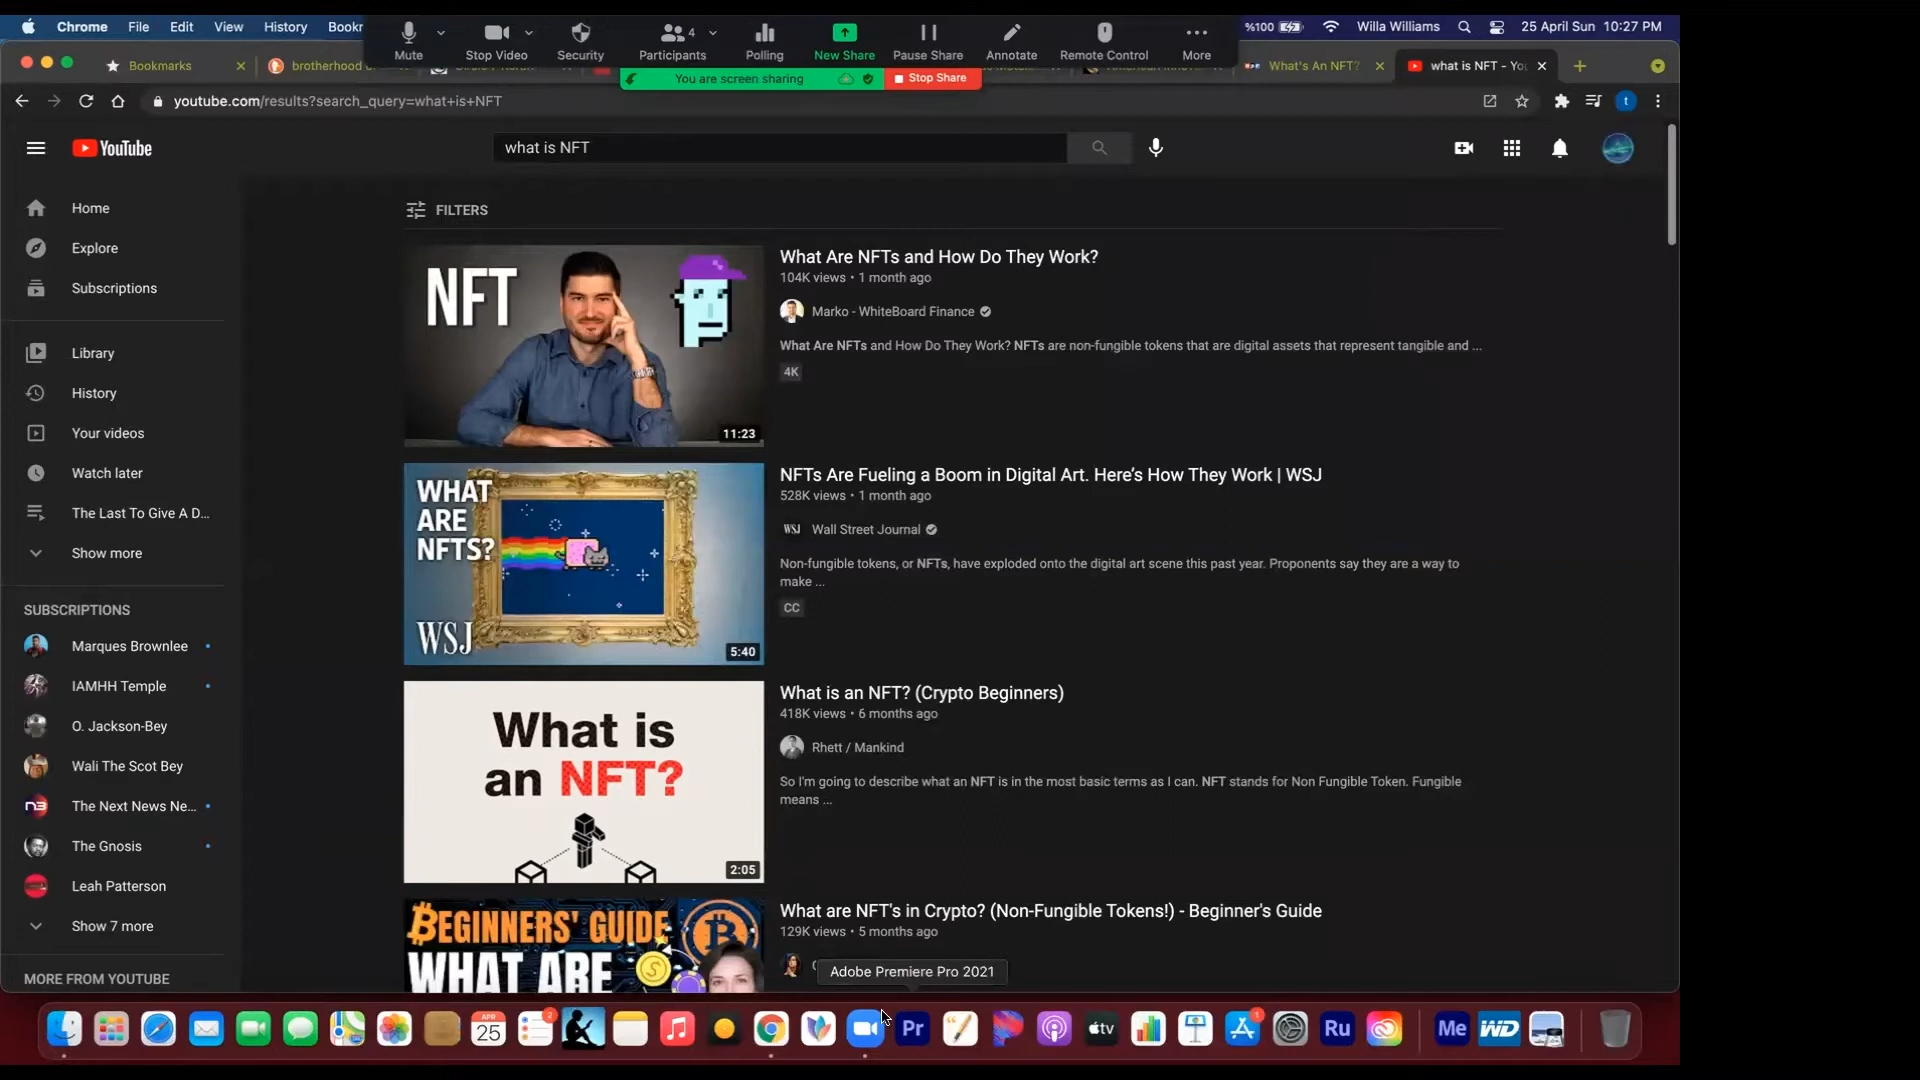 Chrome File Edit View History Bookr
Mute Stop Video Security Participants 4 Polling New Share Pause Share Annotate Remote Control More
%100 Willa Williams 25 April Sun 10:27 PM
Bookmarks
brotherhood
What's An NFT?
what is NFT - You
You are screen sharing Stop Share
youtube.com/results?search_query=what+is+NFT
t
YouTube
what is NFT
Home
Explore
Subscriptions
Library
History
Your videos
Watch later
The Last To Give A D...
Show more
SUBSCRIPTIONS
Marques Brownlee
IAMHH Temple
O. Jackson-Bey
Wali The Scot Bey
The Next News Ne...
The Gnosis
Leah Patterson
Show 7 more
MORE FROM YOUTUBE
FILTERS
NFT
11:23
What Are NFTs and How Do They Work?
104K views • 1 month ago
Marko - WhiteBoard Finance
What Are NFTs and How Do They Work? NFTs are non-fungible tokens that are digital assets that represent tangible and ...
4K
WHAT
ARE
NFTS?
WSJ
5:40
NFTs Are Fueling a Boom in Digital Art. Here's How They Work | WSJ
528K views • 1 month ago
WSJ Wall Street Journal
Non-fungible tokens, or NFTs, have exploded onto the digital art scene this past year. Proponents say they are a way to
make ...
CC
What is
an NFT?
2:05
What is an NFT? (Crypto Beginners)
418K views • 6 months ago
Rhett / Mankind
So I'm going to describe what an NFT is in the most basic terms as I can. NFT stands for Non Fungible Token. Fungible
means ...
BEGINNERS' GUIDE
WHAT ARE
What are NFT's in Crypto? (Non-Fungible Tokens!) - Beginner's Guide
129K views • 5 months ago
Adobe Premiere Pro 2021
APR
25
2
Pr
tv
1
Ru
Me
WD